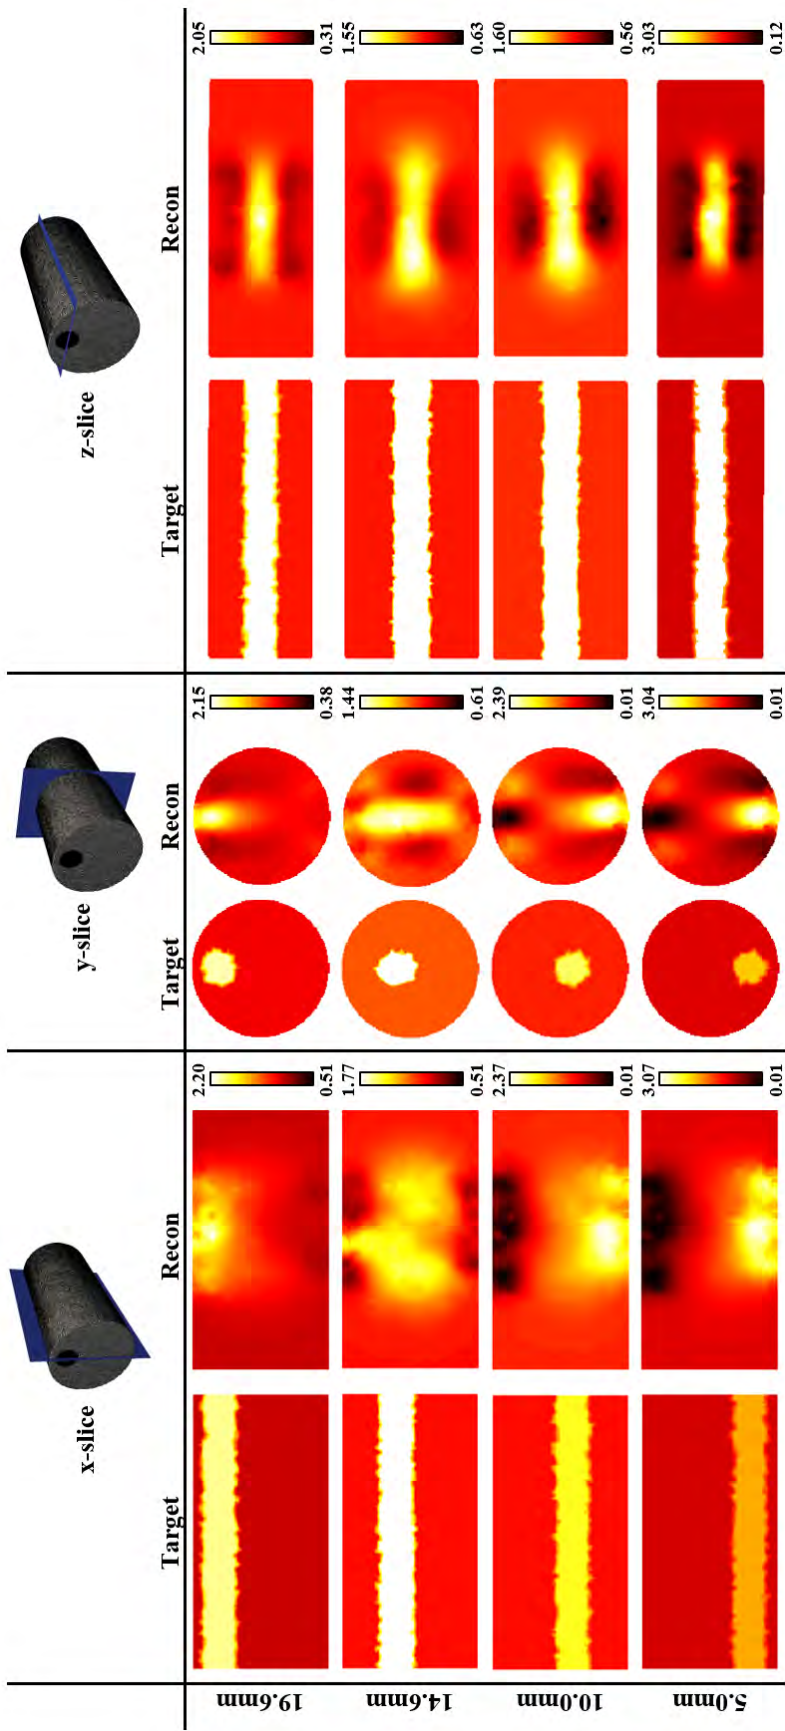 x-slice
y-slice
z-slice
Target
Recon
Target
Recon
Target
Recon
19.6mm
2.20
0.51
2.15
0.38
2.05
0.31
14.6mm
1.77
0.51
1.44
0.61
1.55
0.63
10.0mm
2.37
0.01
2.39
0.01
1.60
0.56
5.0mm
3.07
0.01
3.04
0.01
3.03
0.12